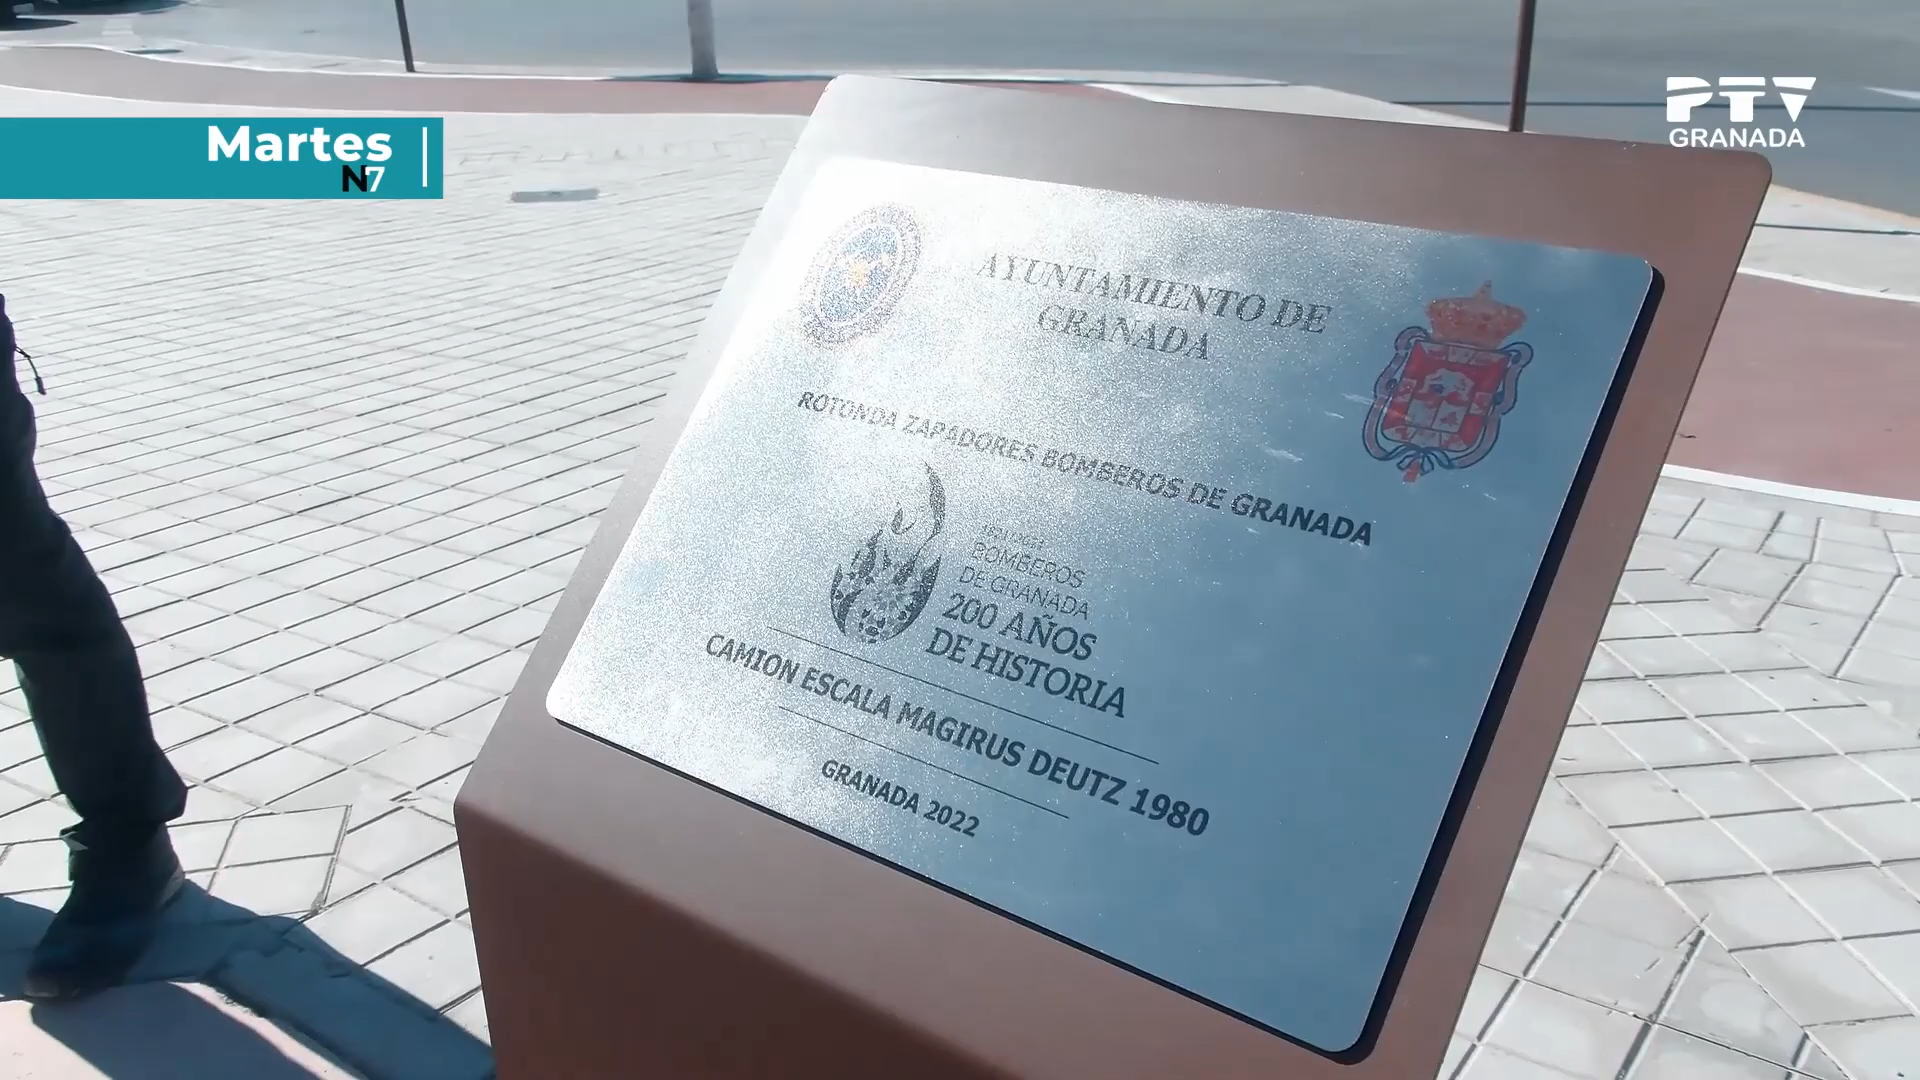 Martes
N7
PTV
GRANADA
AYUNTAMIENTO DE
GRANADA
ROTONDA ZAPADORES BOMBEROS DE GRANADA
BOMBEROS
DE GRANADA
200 AÑOS
DE HISTORIA
CAMION ESCALA MAGIRUS DEUTZ 1980
GRANADA 2022